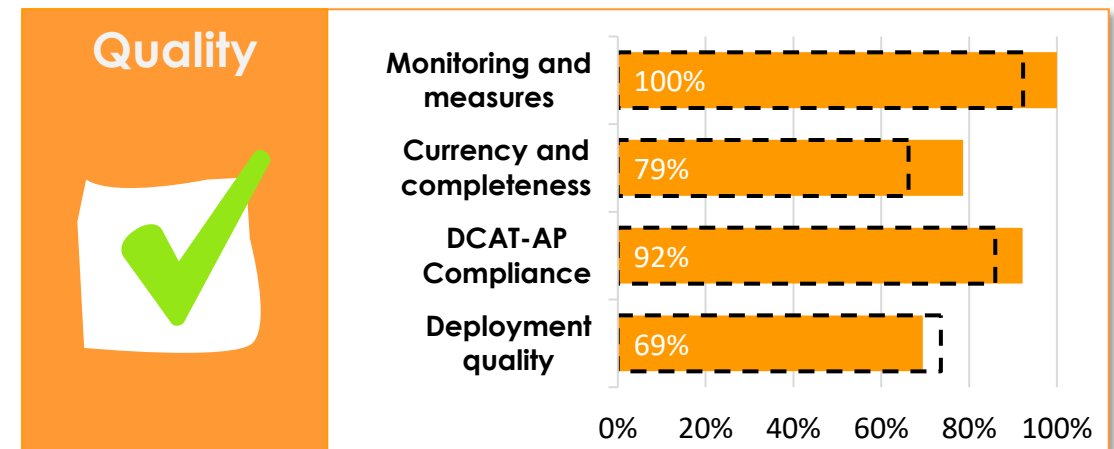 Quality
Monitoring and
measures
100%
Currency and
completeness
79%
DCAT-AP
Compliance
92%
Deployment
quality
69%
0% 20% 40% 60% 80% 100%